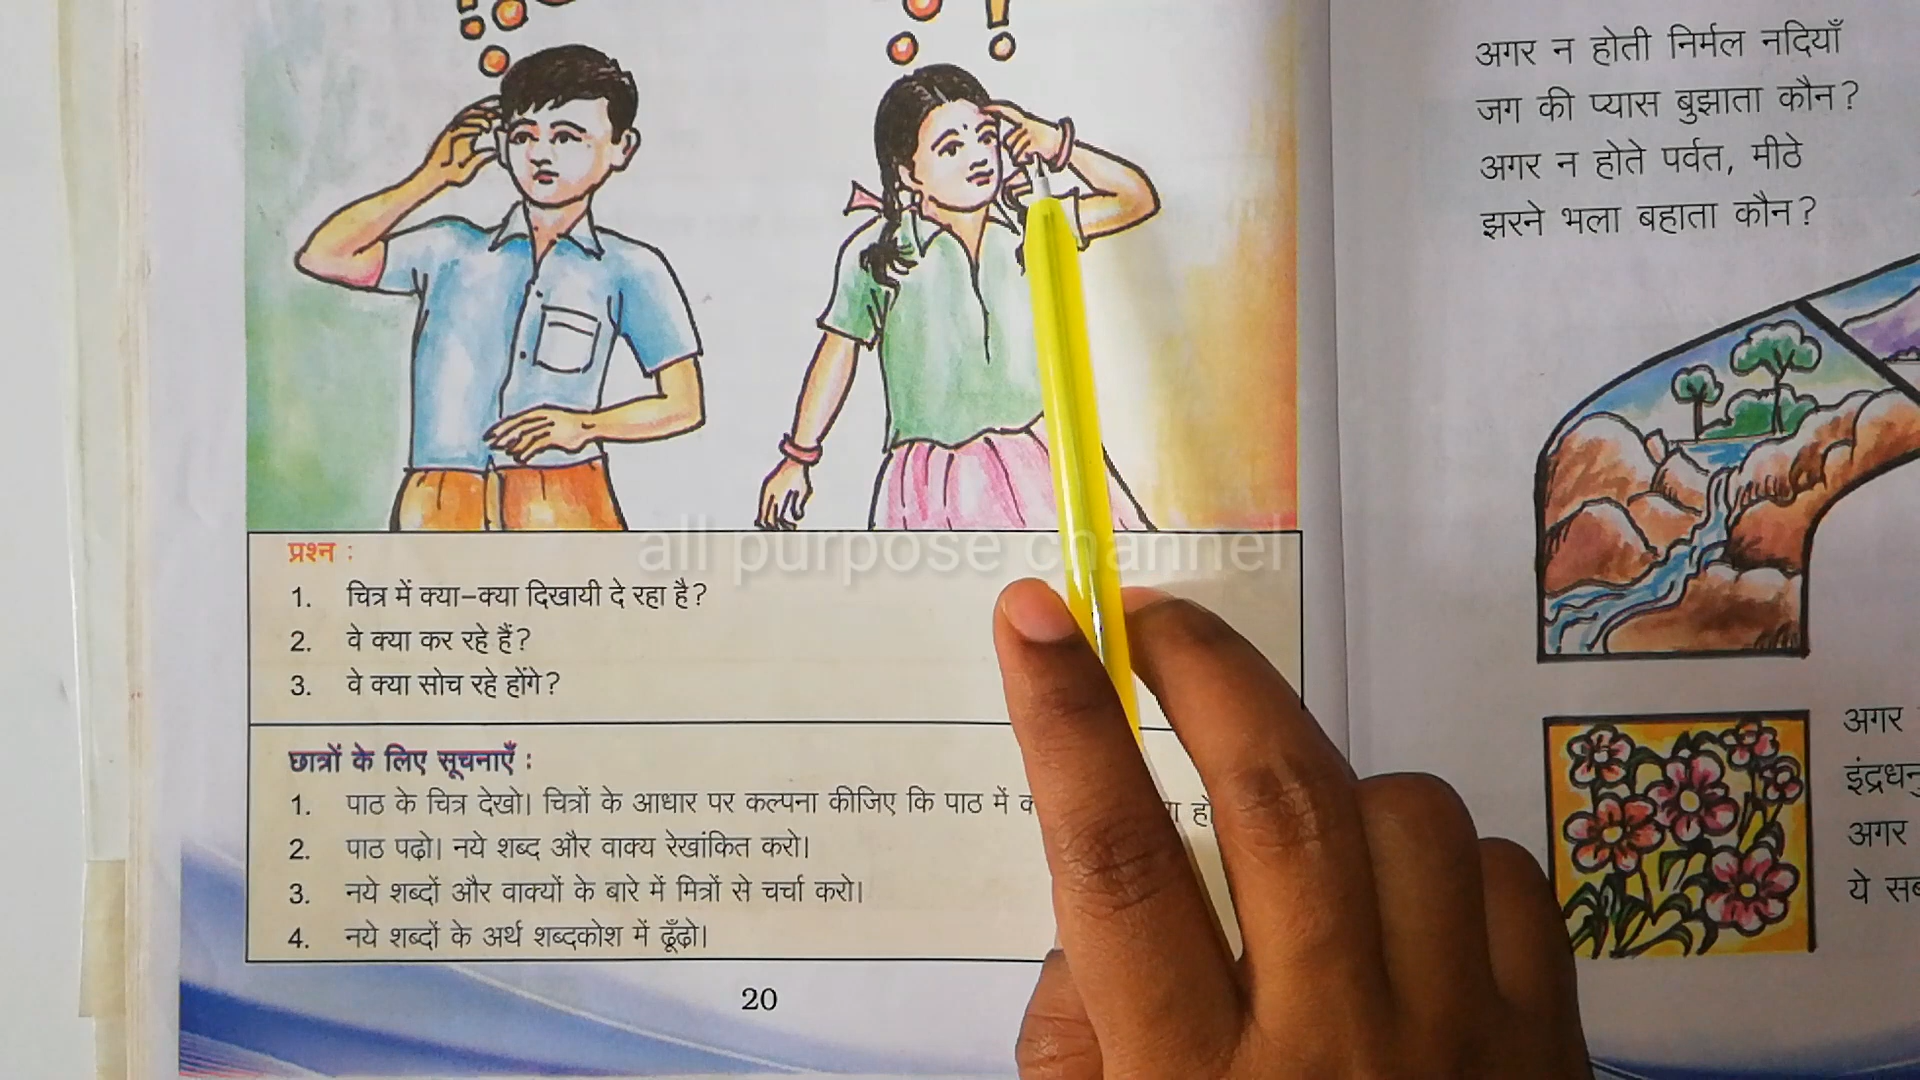 all purpose channel
प्रश्न :
1. चित्र में क्या-क्या दिखायी दे रहा है?
2. वे क्या कर रहे हैं?
3. वे क्या सोच रहे होंगे?
छात्रों के लिए सूचनाएँ :
1. पाठ के चित्र देखो। चित्रों के आधार पर कल्पना कीजिए कि पाठ में
2. पाठ पढ़ो। नये शब्द और वाक्य रेखांकित करो।
3. नये शब्दों और वाक्यों के बारे में मित्रों से चर्चा करो।
4. नये शब्दों के अर्थ शब्दकोश में ढूँढ़ो।
20
अगर न होती निर्मल नदियाँ
जग की प्यास बुझाता कौन?
अगर न होते पर्वत, मीठे
झरने भला बहाता कौन?
अगर
अगर
ये